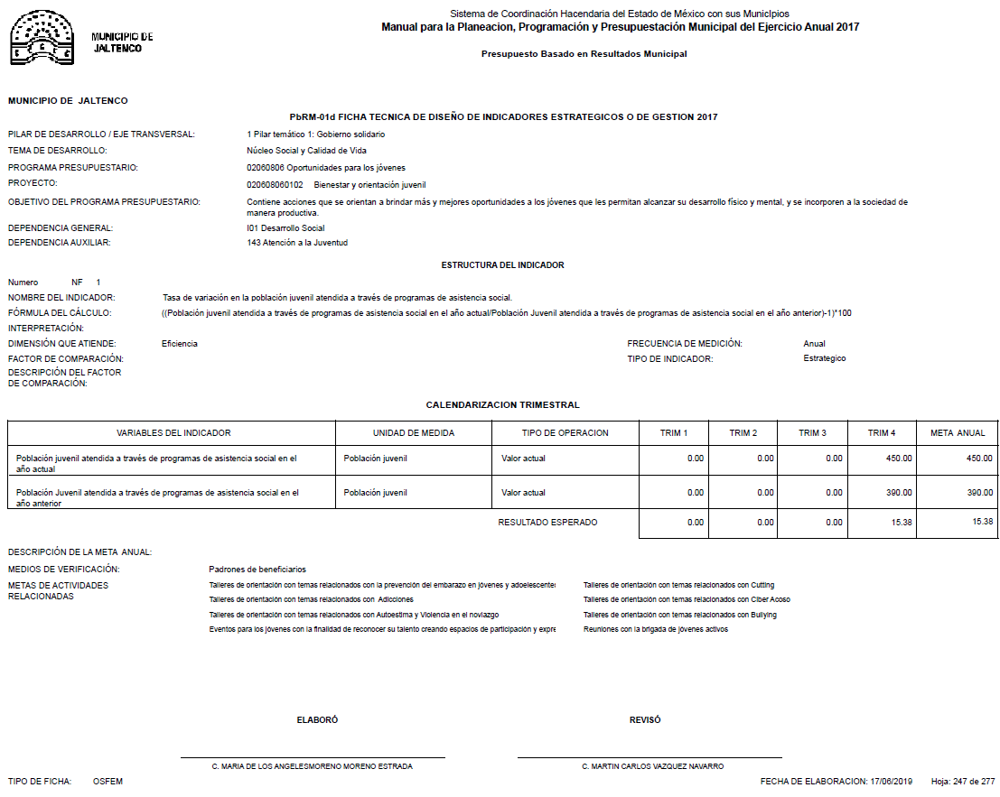 Sistema de Coordinación Hacendaria del Estado de México con sus Municipios
MUNICIPIO DE
JALTENCO
Manual para la Planeacion, Programación y Presupuestación Municipal del Ejercicio Anual 2017
Presupuesto Basado en Resultados Municipal
MUNICIPIO DE JALTENCO
PbRM-01d FICHA TECNICA DE DISEÑO DE INDICADORES ESTRATEGICOS O DE GESTION 2017
PILAR DE DESARROLLO / EJE TRANSVERSAL: 1 Pilar temático 1: Gobierno solidario
TEMA DE DESARROLLO: Núcleo Social y Calidad de Vida
PROGRAMA PRESUPUESTARIO: 02060806 Oportunidades para los jóvenes
PROYECTO: 020608060102 Bienestar y orientación juvenil
OBJETIVO DEL PROGRAMA PRESUPUESTARIO: Contiene acciones que se orientan a brindar más y mejores oportunidades a los jóvenes que les permitan alcanzar su desarrollo físico y mental, y se incorporen a la sociedad de
manera productiva.
DEPENDENCIA GENERAL: I01 Desarrollo Social
DEPENDENCIA AUXILIAR: 143 Atención a la Juventud
ESTRUCTURA DEL INDICADOR
Numero NF 1
NOMBRE DEL INDICADOR: Tasa de variación en la población juvenil atendida a través de programas de asistencia social.
FÓRMULA DEL CÁLCULO: ((Población juvenil atendida a través de programas de asistencia social en el año actual/Población Juvenil atendida a través de programas de asistencia social en el año anterior)-1)*100
INTERPRETACIÓN:
DIMENSIÓN QUE ATIENDE: Eficiencia FRECUENCIA DE MEDICIÓN: Anual
FACTOR DE COMPARACIÓN: TIPO DE INDICADOR: Estrategico
DESCRIPCIÓN DEL FACTOR
DE COMPARACIÓN:
CALENDARIZACION TRIMESTRAL
VARIABLES DEL INDICADOR UNIDAD DE MEDIDA TIPO DE OPERACION TRIM 1 TRIM 2 TRIM 3 TRIM 4 META ANUAL
Población juvenil atendida a través de programas de asistencia social en el Población juvenil Valor actual 0.00 0.00 0.00 450.00 450.00
año actual
Población Juvenil atendida a través de programas de asistencia social en el Población juvenil Valor actual 0.00 0.00 0.00 390.00 390.00
año anterior
RESULTADO ESPERADO 0.00 0.00 0.00 15.38 15.38
DESCRIPCIÓN DE LA META ANUAL:
MEDIOS DE VERIFICACIÓN: Padrones de beneficiarios
METAS DE ACTIVIDADES Talleres de orientación con temas relacionados con la prevención del embarazo en jóvenes y adoelescentes Talleres de orientación con temas relacionados con Cutting
RELACIONADAS Talleres de orientación con temas relacionados con Adicciones Talleres de orientación con temas relacionados con Ciber Acoso
Talleres de orientación con temas relacionados con Autoestima y Violencia en el noviazgo Talleres de orientación con temas relacionados con Bullying
Eventos para los jóvenes con la finalidad de reconocer su talento creando espacios de participación y expre Reuniones con la brigada de jóvenes activos
ELABORÓ REVISÓ
C. MARIA DE LOS ANGELESMORENO MORENO ESTRADA C. MARTIN CARLOS VAZQUEZ NAVARRO
TIPO DE FICHA: OSFEM FECHA DE ELABORACION: 17/06/2019 Hoja: 247 de 277